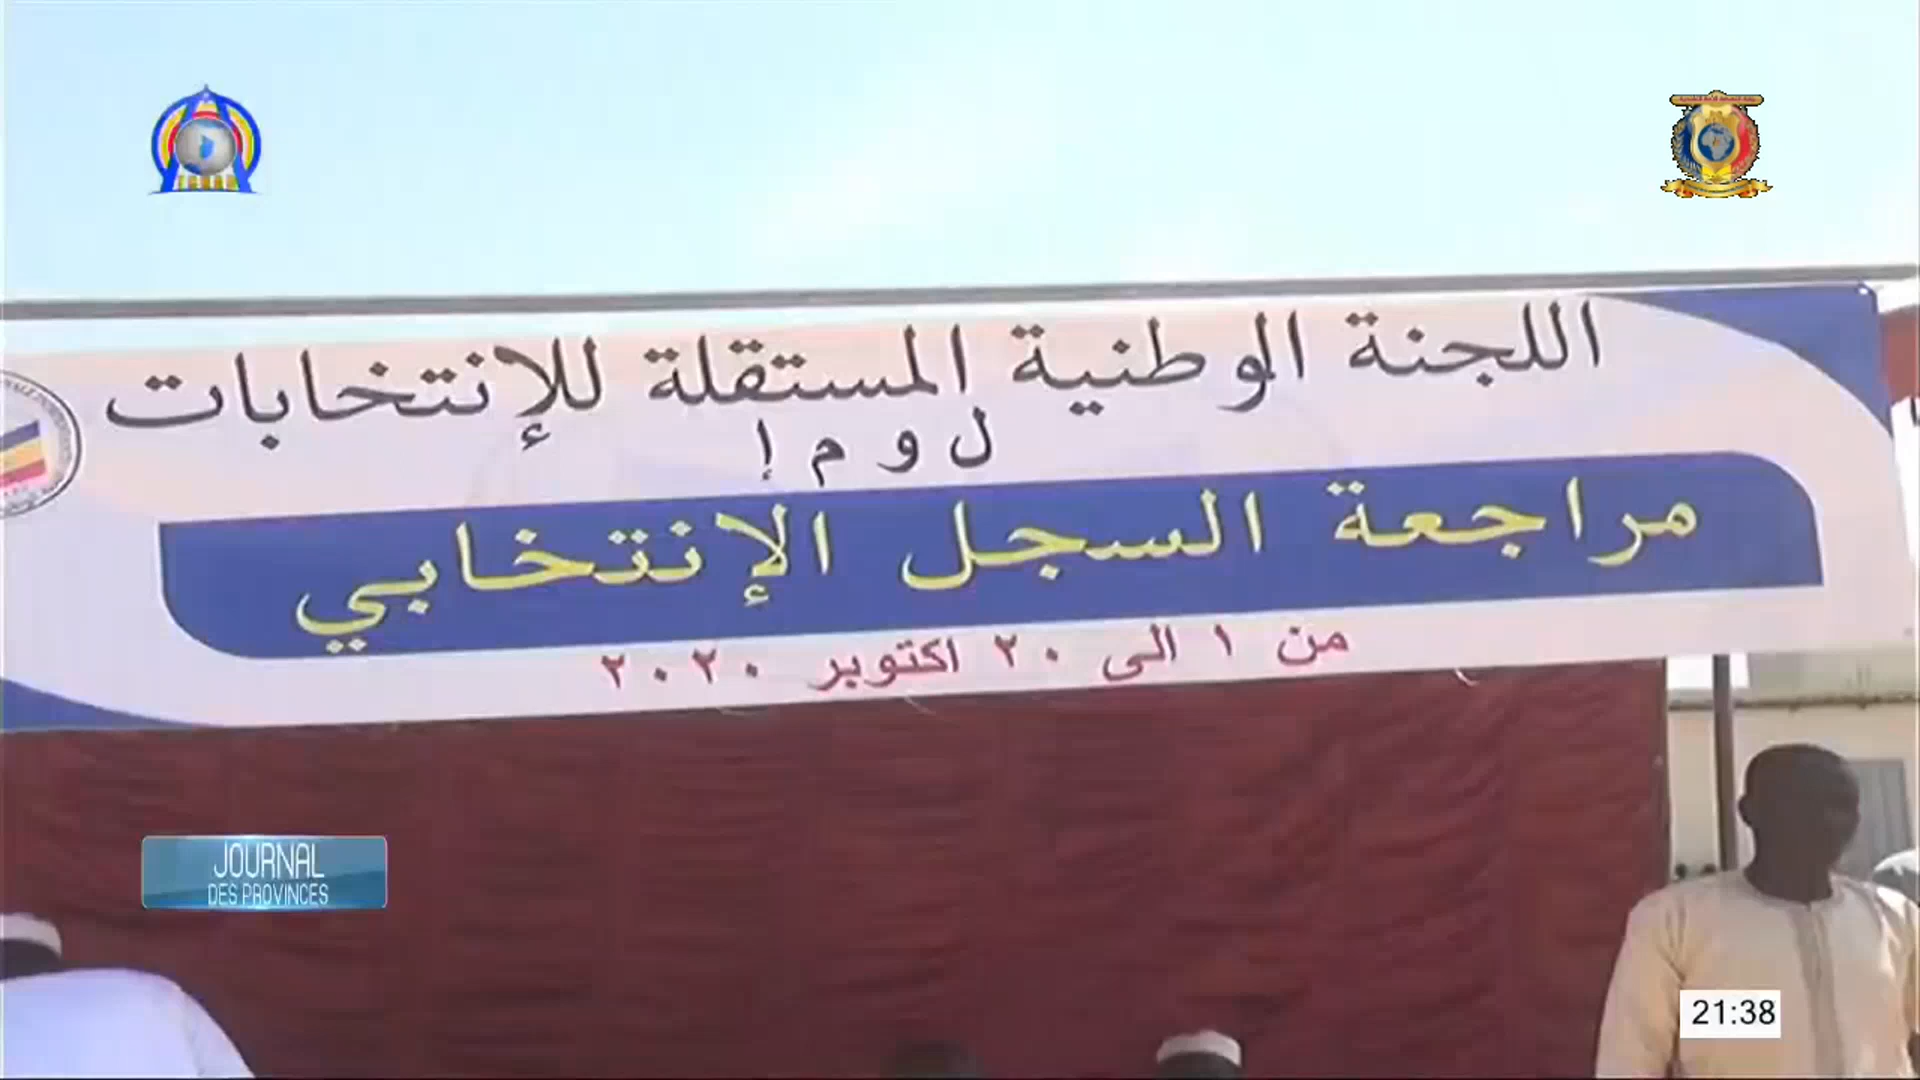 اللجنة الوطنية المستقلة للإنتخابات
ل و م إ
مراجعة السجل الإنتخابي
من ١ الى ٢٠ اكتوبر ٢٠٢٠
JOURNAL
DES PROVINCES
21:38